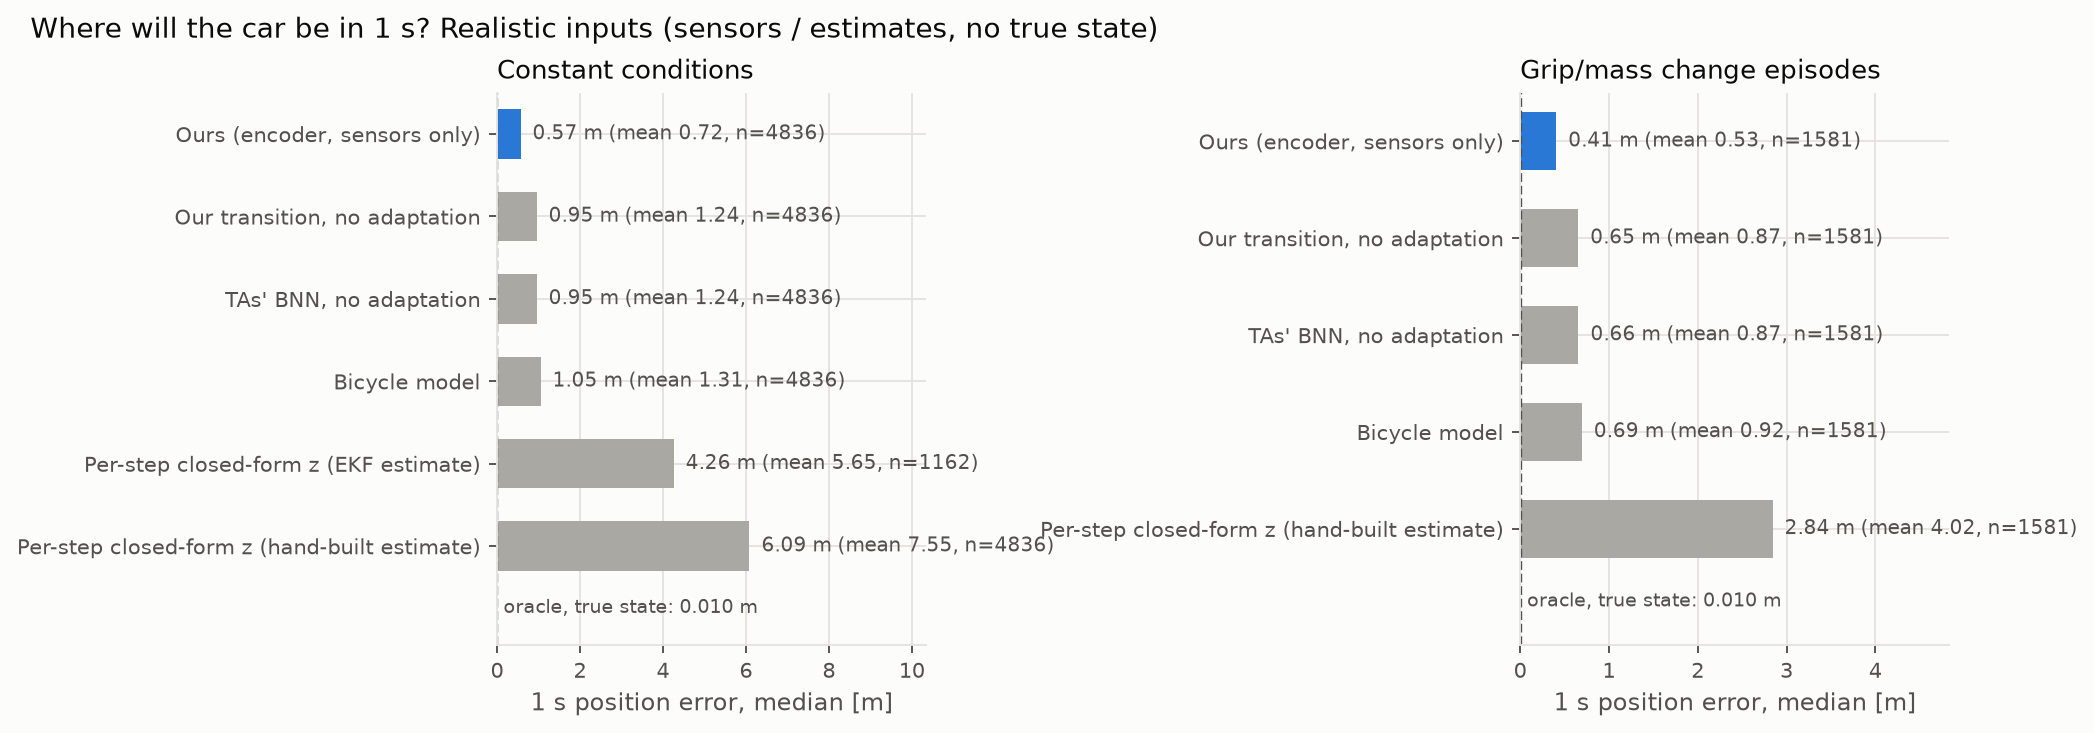 Where will the car be in 1 s? Realistic inputs (sensors / estimates, no true state)
Constant conditions
Ours (encoder, sensors only)
0.57 m (mean 0.72, n=4836)
Our transition, no adaptation
0.95 m (mean 1.24, n=4836)
TAs' BNN, no adaptation
0.95 m (mean 1.24, n=4836)
Bicycle model
1.05 m (mean 1.31, n=4836)
Per-step closed-form z (EKF estimate)
4.26 m (mean 5.65, n=1162)
Per-step closed-form z (hand-built estimate)
6.09 m (mean 7.55, n=4836)
oracle, true state: 0.010 m
0 2 4 6 8 10
1 s position error, median [m]
Grip/mass change episodes
Ours (encoder, sensors only)
0.41 m (mean 0.53, n=1581)
Our transition, no adaptation
0.65 m (mean 0.87, n=1581)
TAs' BNN, no adaptation
0.66 m (mean 0.87, n=1581)
Bicycle model
0.69 m (mean 0.92, n=1581)
Per-step closed-form z (hand-built estimate)
2.84 m (mean 4.02, n=1581)
oracle, true state: 0.010 m
0 1 2 3 4
1 s position error, median [m]